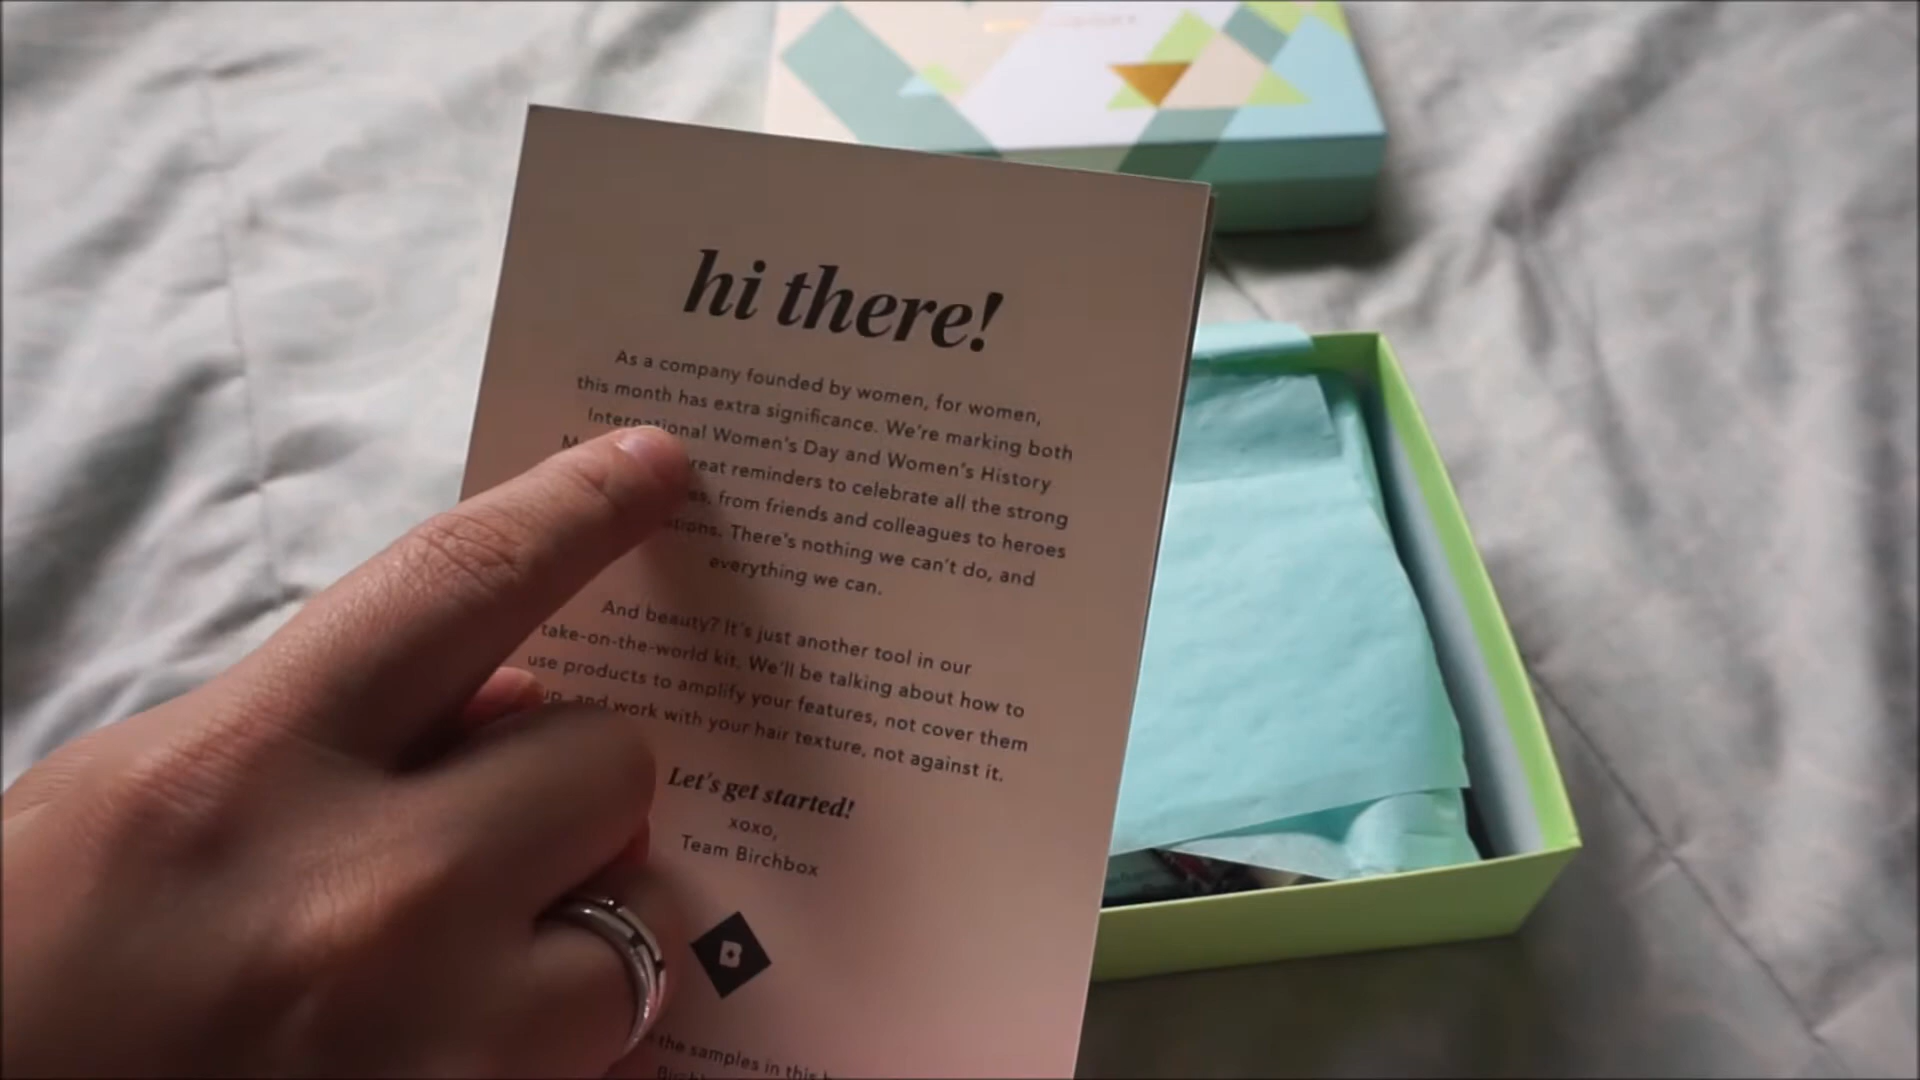 hi there!
As a company founded by women, for women,
this month has extra significance. We're marking both
International Women's Day and Women's History
reminders to celebrate all the strong
from friends and colleagues to heroes
There's nothing we can't do, and
everything we can.
And beauty? It's just another tool in our
take-on-the-world kit. We'll be talking about how to
use products to amplify your features, not cover them
up, and work with your hair texture, not against it.
Let's get started!
xoxo,
Team Birchbox
B
the samples in this